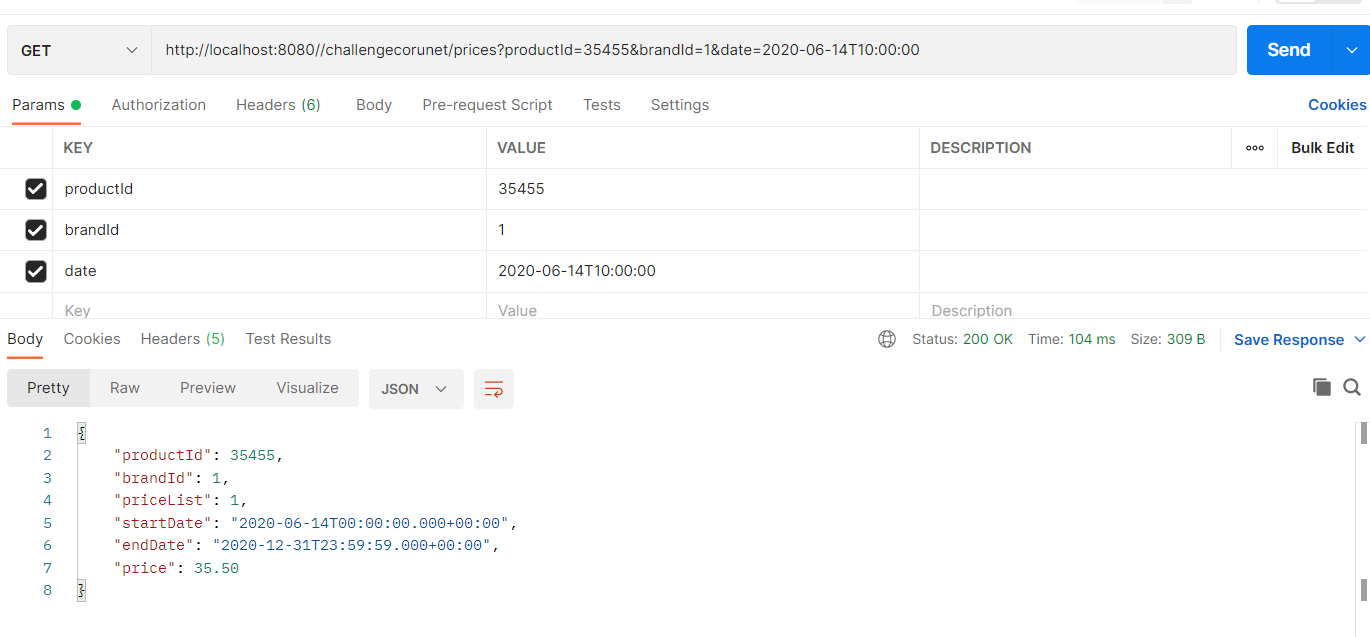 GET http://localhost:8080//challengecorunet/prices?productId=35455&brandId=1&date=2020-06-14T10:00:00 Send
Params Authorization Headers (6) Body Pre-request Script Tests Settings Cookies
KEY VALUE DESCRIPTION ooo Bulk Edit
productId 35455
brandId 1
date 2020-06-14T10:00:00
Key Value Description
Body Cookies Headers (5) Test Results Status: 200 OK Time: 104 ms Size: 309 B Save Response
Pretty Raw Preview Visualize JSON
1 {
2 "productId": 35455,
3 "brandId": 1,
4 "priceList": 1,
5 "startDate": "2020-06-14T00:00:00.000+00:00",
6 "endDate": "2020-12-31T23:59:59.000+00:00",
7 "price": 35.50
8 }